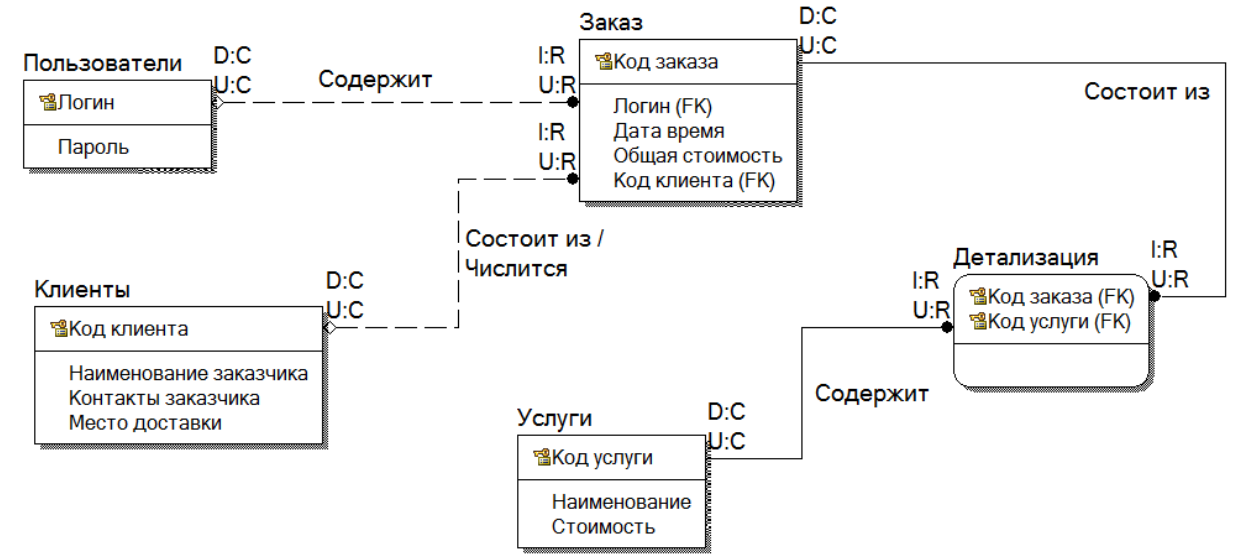 Пользователи
Логин
Пароль
D:C
U:C
Содержит
I:R
U:R
I:R
U:R
Заказ
Код заказа
Логин (FK)
Дата время
Общая стоимость
Код клиента (FK)
D:C
U:C
Состоит из
Состоит из /
Числится
Клиенты
Код клиента
Наименование заказчика
Контакты заказчика
Место доставки
D:C
U:C
Детализация
Код заказа (FK)
Код услуги (FK)
I:R
U:R
I:R
U:R
Содержит
Услуги
Код услуги
Наименование
Стоимость
D:C
U:C